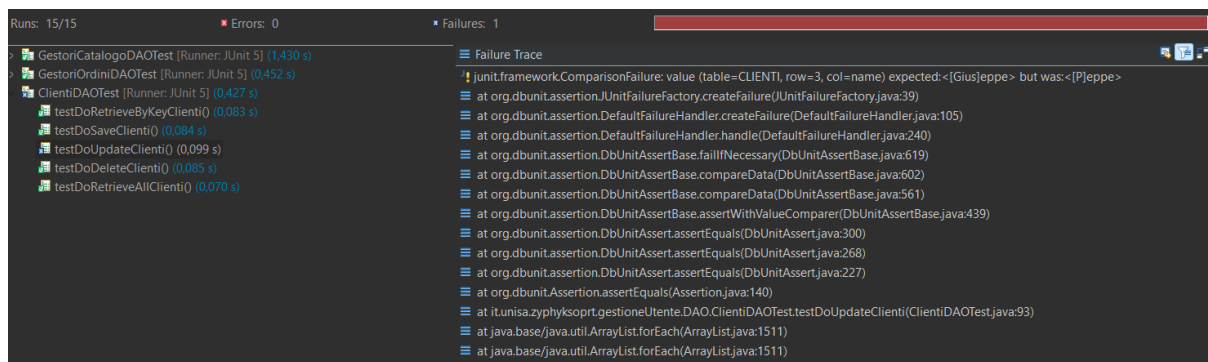 Runs: 15/15 Errors: 0 Failures: 1
GestoriCatalogoDAOTest [Runner: JUnit 5] (1,430 s)
GestoriOrdiniDAOTest [Runner: JUnit 5] (0,452 s)
ClientiDAOTest [Runner: JUnit 5] (0,427 s)
testDoRetrieveByKeyClienti() (0,083 s)
testDoSaveClienti() (0,084 s)
testDoUpdateClienti() (0,099 s)
testDoDeleteClienti() (0,085 s)
testDoRetrieveAllClienti() (0,070 s)
Failure Trace
junit.framework.ComparisonFailure: value (table=CLIENTI, row=3, col=name) expected:<[Gius]eppe> but was:<[P]eppe>
at org.dbunit.assertion.JUnitFailureFactory.createFailure(JUnitFailureFactory.java:39)
at org.dbunit.assertion.DefaultFailureHandler.createFailure(DefaultFailureHandler.java:105)
at org.dbunit.assertion.DefaultFailureHandler.handle(DefaultFailureHandler.java:240)
at org.dbunit.assertion.DbUnitAssertBase.failIfNecessary(DbUnitAssertBase.java:619)
at org.dbunit.assertion.DbUnitAssertBase.compareData(DbUnitAssertBase.java:602)
at org.dbunit.assertion.DbUnitAssertBase.compareData(DbUnitAssertBase.java:561)
at org.dbunit.assertion.DbUnitAssertBase.assertWithValueComparer(DbUnitAssertBase.java:439)
at org.dbunit.assertion.DbUnitAssert.assertEquals(DbUnitAssert.java:300)
at org.dbunit.assertion.DbUnitAssert.assertEquals(DbUnitAssert.java:268)
at org.dbunit.assertion.DbUnitAssert.assertEquals(DbUnitAssert.java:227)
at org.dbunit.Assertion.assertEquals(Assertion.java:140)
at it.unisa.zyphyksoprt.gestioneUtente.DAO.ClientiDAOTest.testDoUpdateClienti(ClientiDAOTest.java:93)
at java.base/java.util.ArrayList.forEach(ArrayList.java:1511)
at java.base/java.util.ArrayList.forEach(ArrayList.java:1511)